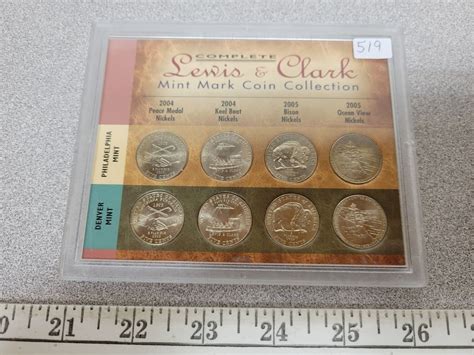 COMPLETE
519
Lewis & Clark
Mint Mark Coin Collection
2004 Peace Medal Nickels
2004 Keel Boat Nickels
2005 Bison Nickels
2005 Ocean View Nickels
PHILADELPHIA MINT
DENVER MINT
20 21 22 23 24 25 26